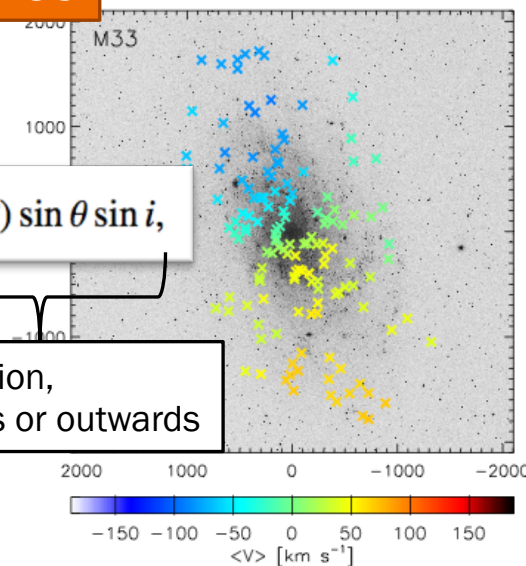 2000
M33
1000
) sin θ sin i,
-1000
ion,
s or outwards
2000 1000 0 -1000 -2000
-150 -100 -50 0 50 100 150
<V> [km s⁻¹]